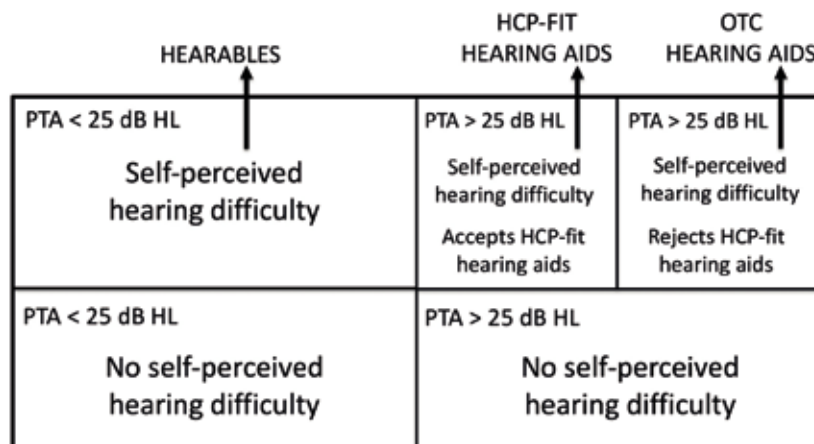 HEARABLES
HCP-FIT
HEARING AIDS
OTC
HEARING AIDS
PTA < 25 dB HL
Self-perceived
hearing difficulty
PTA > 25 dB HL
Self-perceived
hearing difficulty
Accepts HCP-fit
hearing aids
PTA > 25 dB HL
Self-perceived
hearing difficulty
Rejects HCP-fit
hearing aids
PTA < 25 dB HL
No self-perceived
hearing difficulty
PTA > 25 dB HL
No self-perceived
hearing difficulty